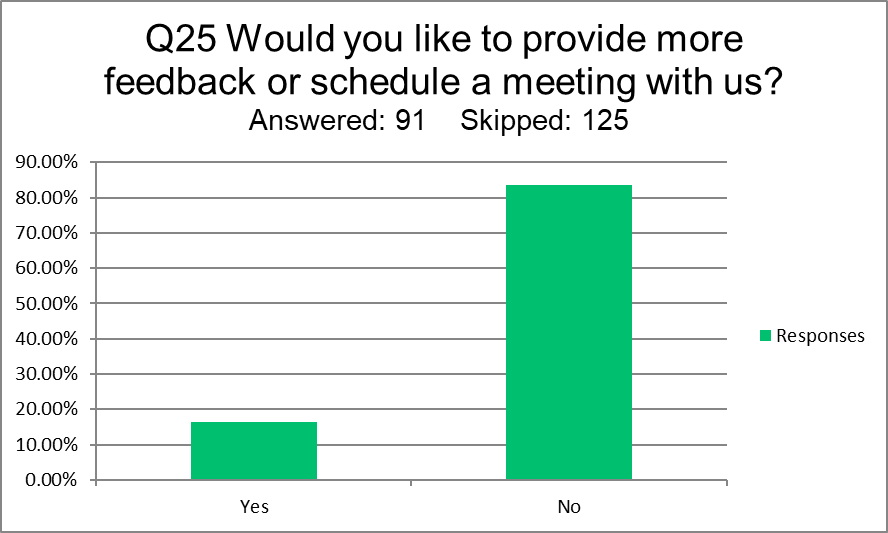 Q25 Would you like to provide more
feedback or schedule a meeting with us?
Answered: 91 Skipped: 125
90.00%
80.00%
70.00%
60.00%
50.00%
40.00%
30.00%
20.00%
10.00%
0.00%
Yes No
Responses